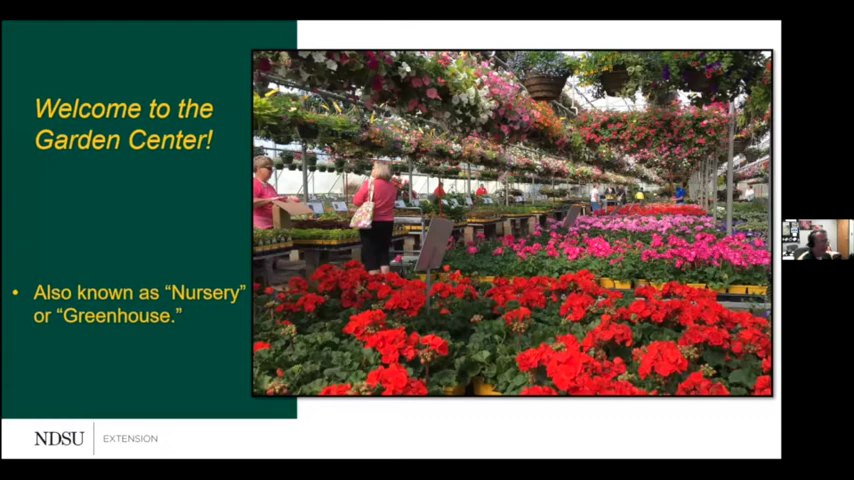 Welcome to the
Garden Center!
• Also known as “Nursery”
or “Greenhouse.”
NDSU
EXTENSION